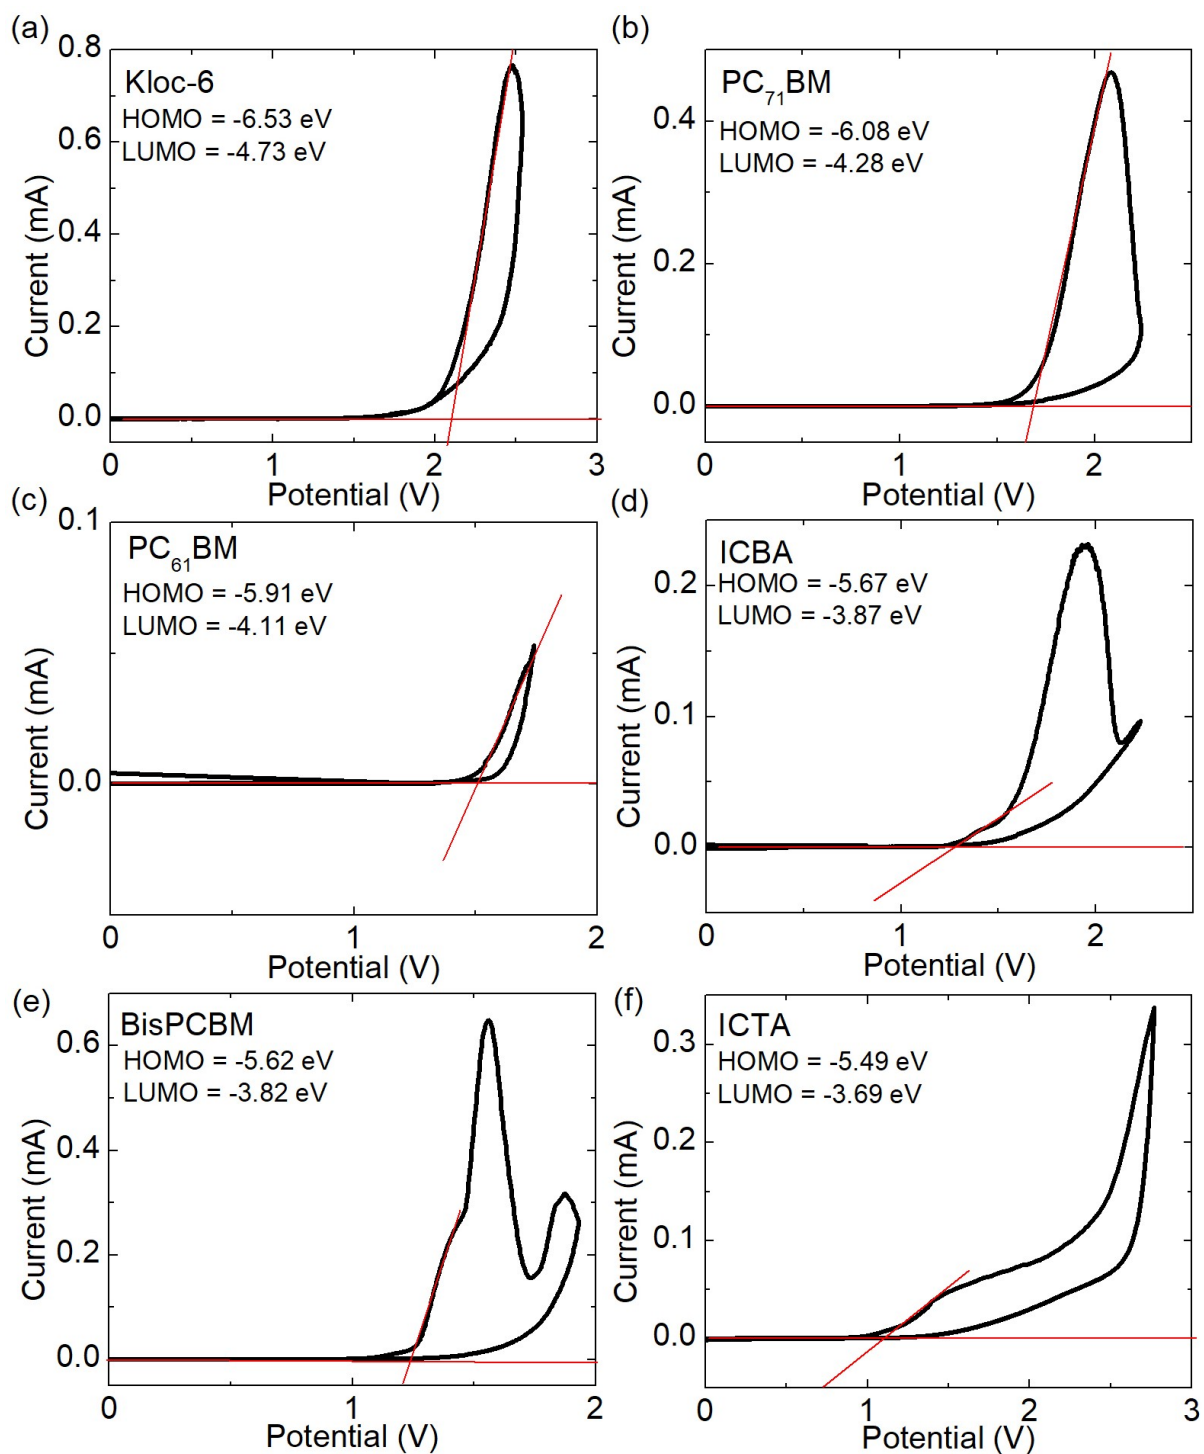 (a)
Kloc-6
HOMO = -6.53 eV
LUMO = -4.73 eV
0.8
0.6
0.4
0.2
0.0
Current (mA)
0 1 2 3
Potential (V)
(b)
PC₇₁BM
HOMO = -6.08 eV
LUMO = -4.28 eV
0.4
0.2
0.0
Current (mA)
0 1 2
Potential (V)
(c)
PC₆₁BM
HOMO = -5.91 eV
LUMO = -4.11 eV
0.1
0.0
Current (mA)
0 1 2
Potential (V)
(d)
ICBA
HOMO = -5.67 eV
LUMO = -3.87 eV
0.2
0.1
0.0
Current (mA)
0 1 2
Potential (V)
(e)
BisPCBM
HOMO = -5.62 eV
LUMO = -3.82 eV
0.6
0.4
0.2
0.0
Current (mA)
0 1 2
Potential (V)
(f)
ICTA
HOMO = -5.49 eV
LUMO = -3.69 eV
0.3
0.2
0.1
0.0
Current (mA)
0 1 2 3
Potential (V)